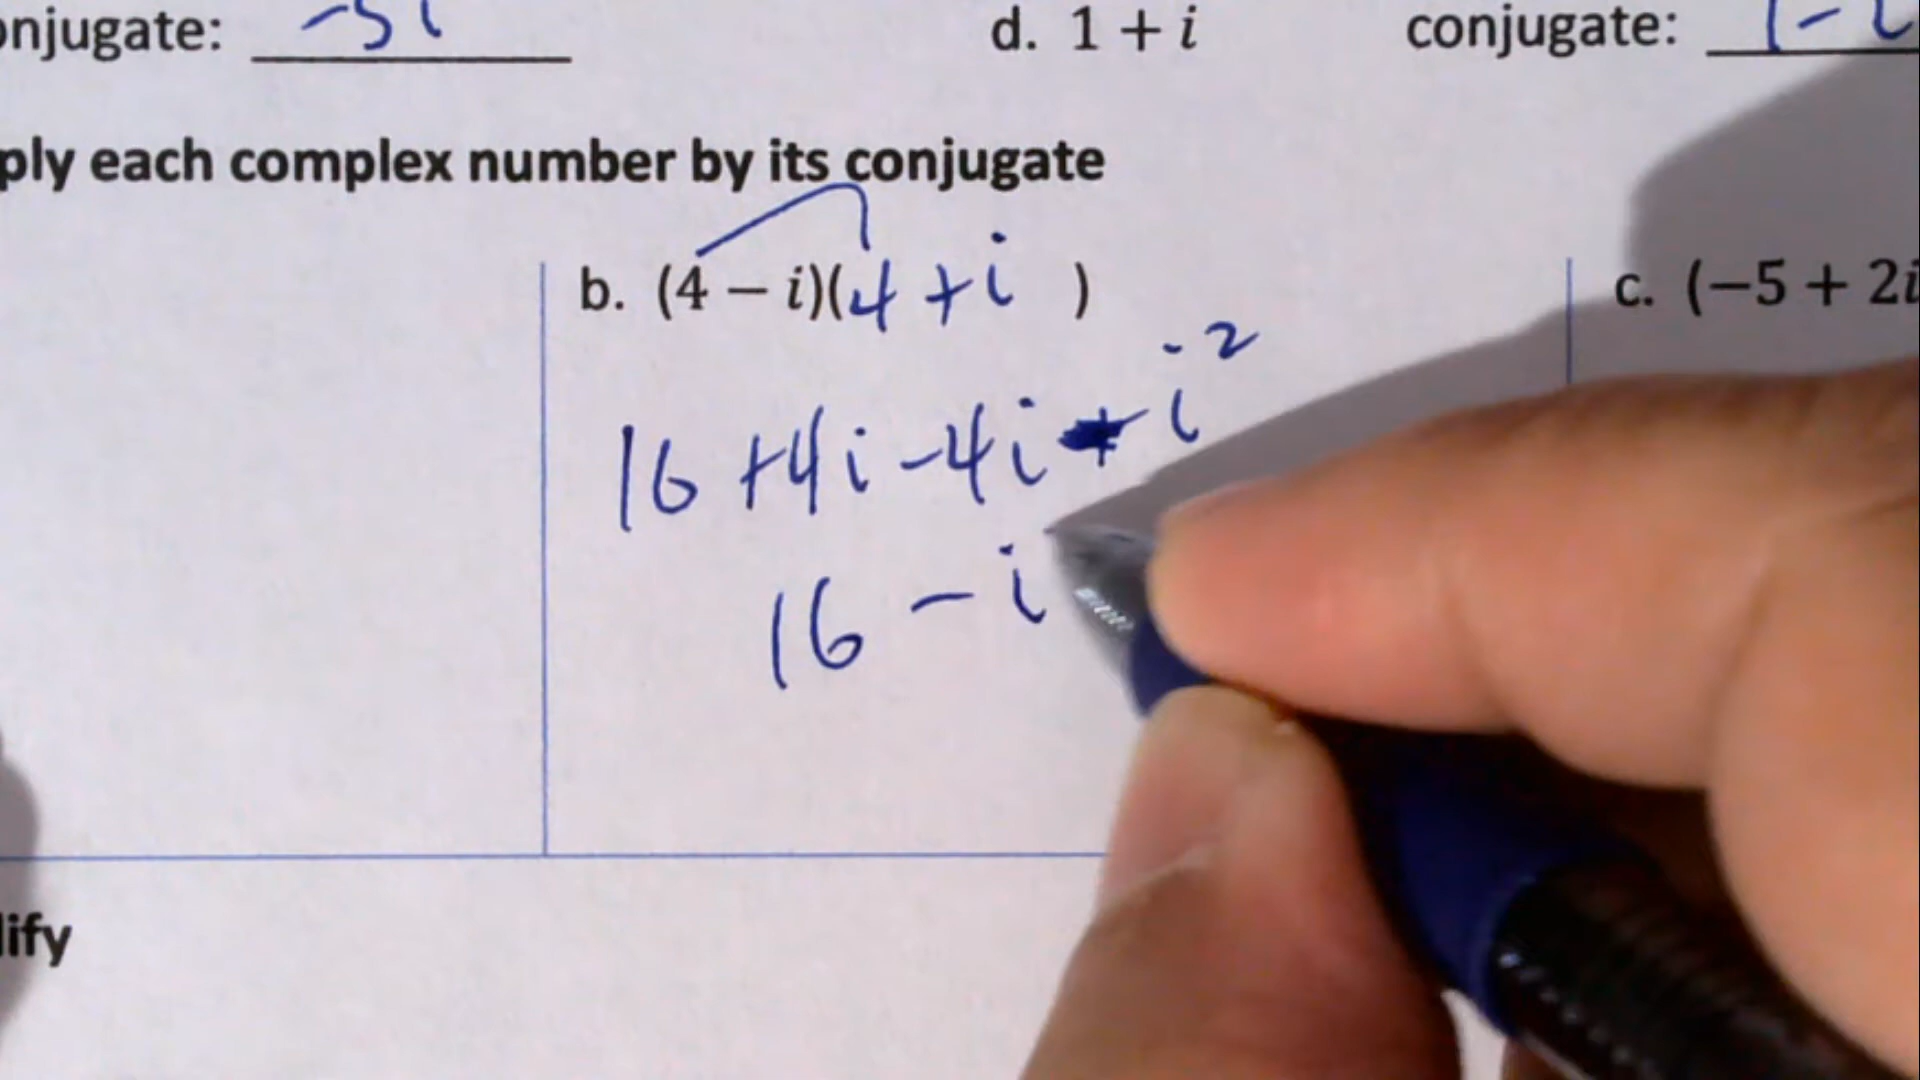 onjugate: -5i d. 1 + i conjugate: 1-i
ply each complex number by its conjugate
b. (4 − i)(4 + i ) c. (−5 + 2i
16 +4i -4i - i²
16 - i
lify